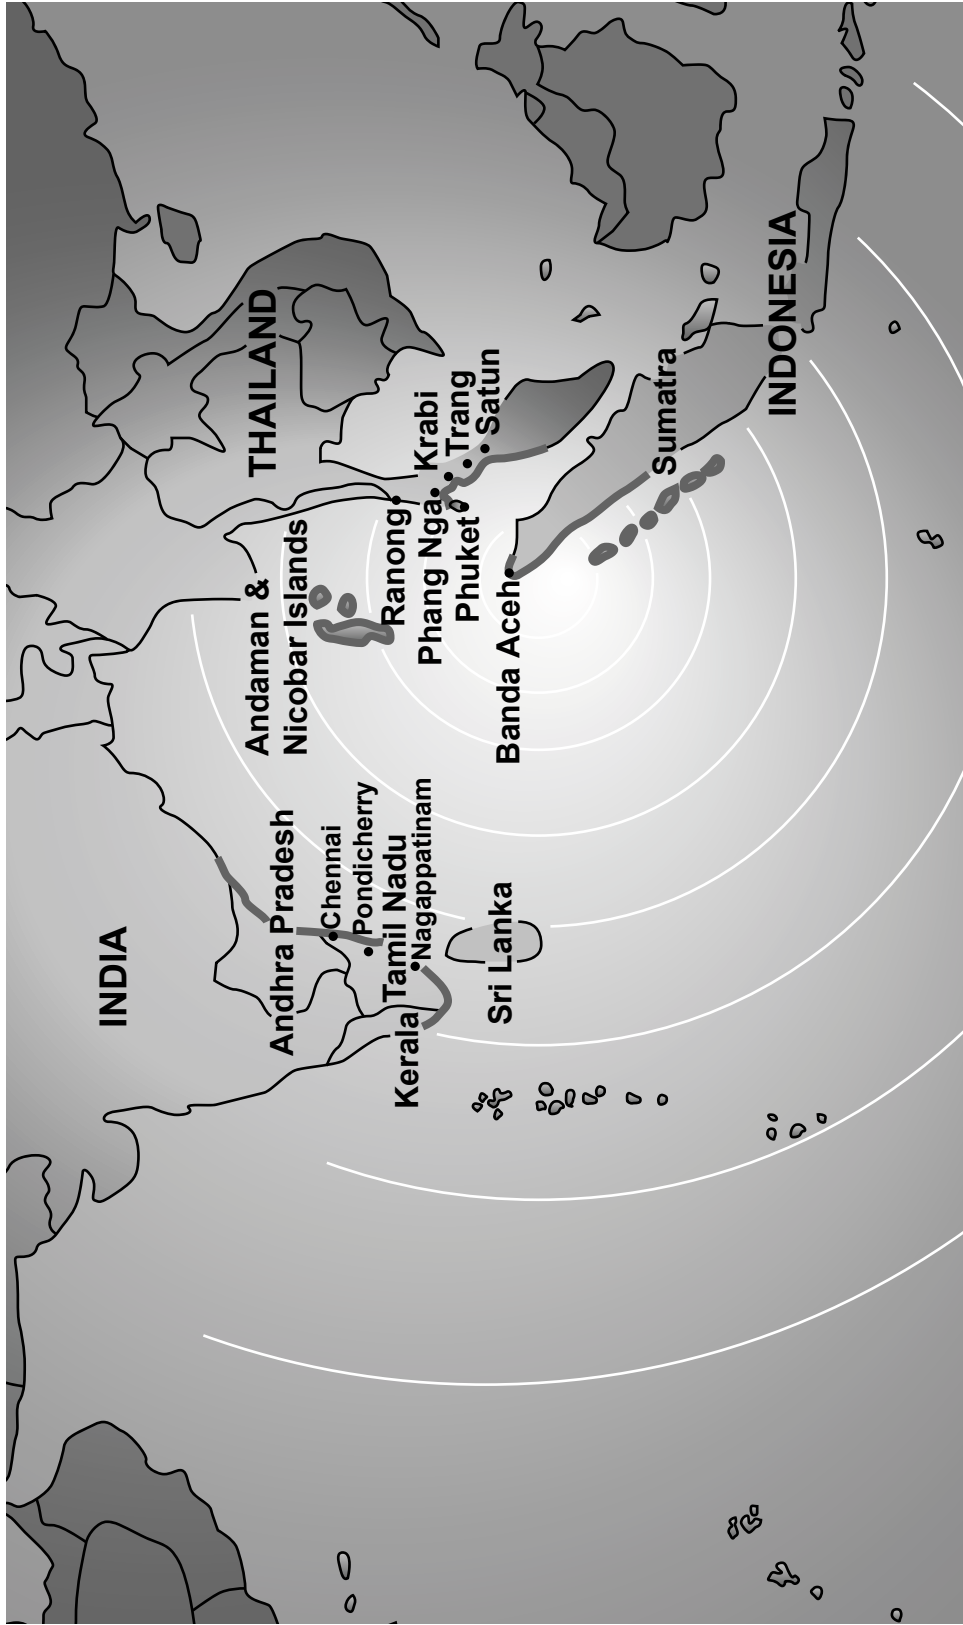 INDIA
THAILAND
Andaman &
Nicobar Islands
Andhra Pradesh
Chennai
Pondicherry
Tamil Nadu
Nagappatinam
Kerala
Sri Lanka
Ranong
Phang Nga
Phuket
Krabi
Trang
Satun
Banda Aceh
Sumatra
INDONESIA